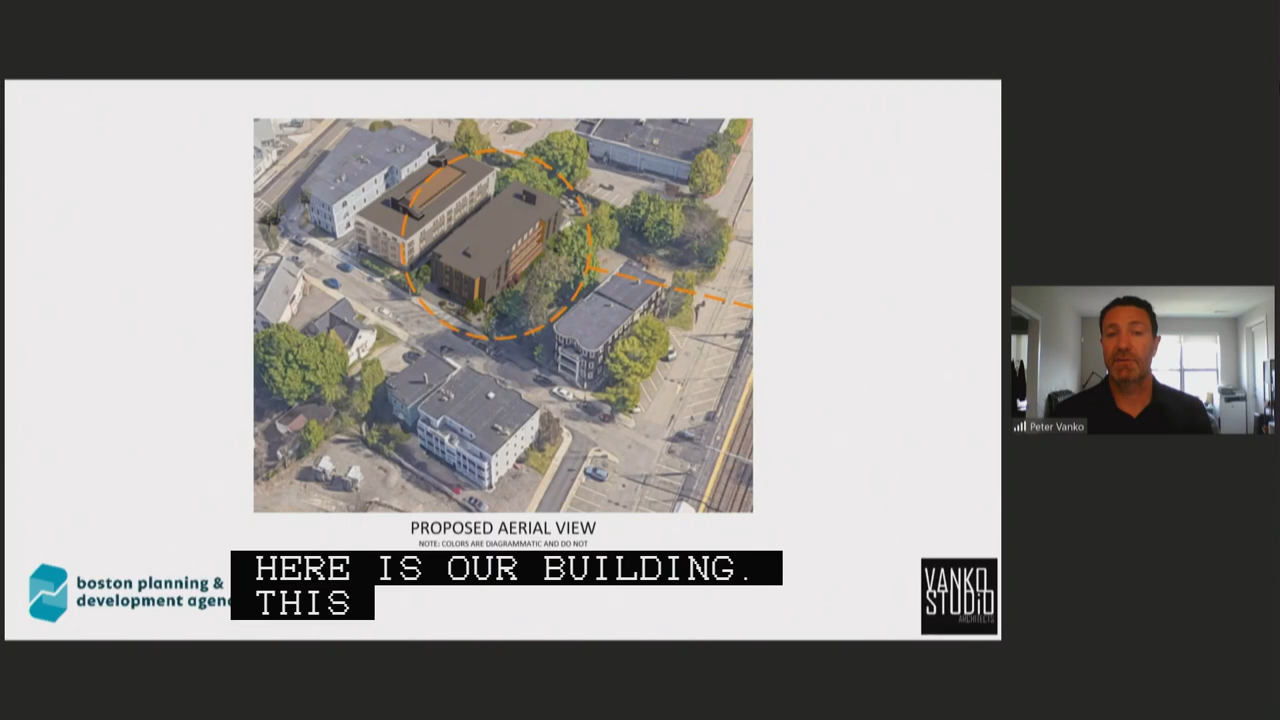 PROPOSED AERIAL VIEW
NOTE: COLORS ARE DIAGRAMMATIC AND DO NOT
HERE IS OUR BUILDING.
THIS
boston planning &
development agenc
VANKO
STUDIO
ARCHITECTS
Peter Vanko